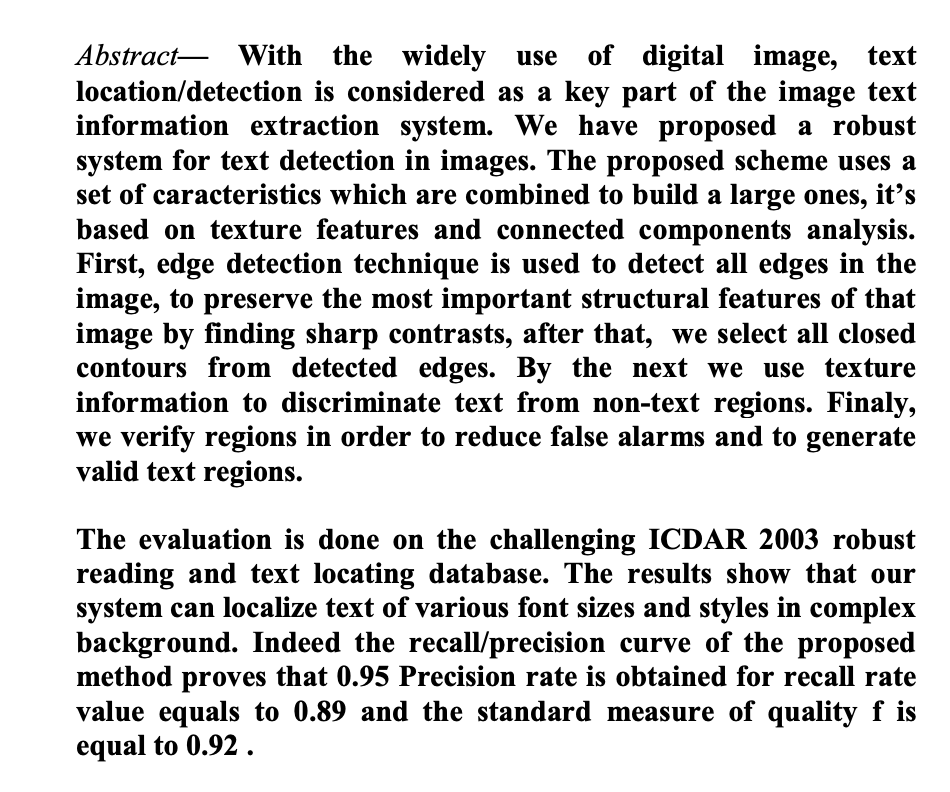 Abstract— With the widely use of digital image, text
location/detection is considered as a key part of the image text
information extraction system. We have proposed a robust
system for text detection in images. The proposed scheme uses a
set of caracteristics which are combined to build a large ones, it’s
based on texture features and connected components analysis.
First, edge detection technique is used to detect all edges in the
image, to preserve the most important structural features of that
image by finding sharp contrasts, after that, we select all closed
contours from detected edges. By the next we use texture
information to discriminate text from non-text regions. Finaly,
we verify regions in order to reduce false alarms and to generate
valid text regions.

The evaluation is done on the challenging ICDAR 2003 robust
reading and text locating database. The results show that our
system can localize text of various font sizes and styles in complex
background. Indeed the recall/precision curve of the proposed
method proves that 0.95 Precision rate is obtained for recall rate
value equals to 0.89 and the standard measure of quality f is
equal to 0.92 .